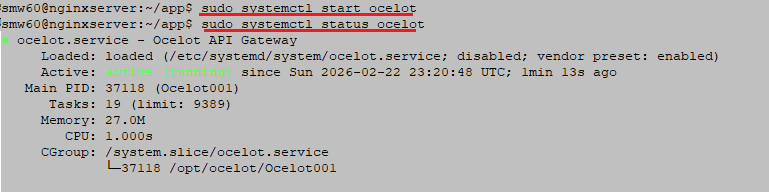 smw60@nginxserver:~/app$ sudo systemctl start ocelot
smw60@nginxserver:~/app$ sudo systemctl status ocelot
● ocelot.service - Ocelot API Gateway
     Loaded: loaded (/etc/systemd/system/ocelot.service; disabled; vendor preset: enabled)
     Active: active (running) since Sun 2026-02-22 23:20:48 UTC; 1min 13s ago
   Main PID: 37118 (Ocelot001)
      Tasks: 19 (limit: 9389)
     Memory: 27.0M
        CPU: 1.000s
     CGroup: /system.slice/ocelot.service
             └─37118 /opt/ocelot/Ocelot001